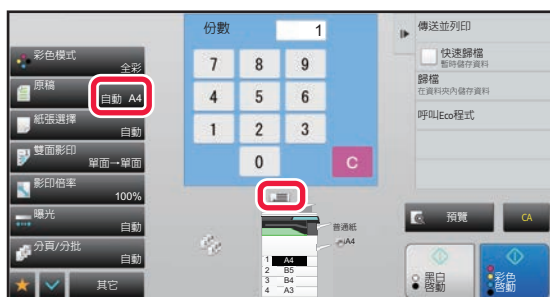 彩色模式
全彩
原稿
自動 A4
紙張選擇
自動
雙面影印
單面→單面
影印倍率
100%
曝光
自動
分頁/分批
自動
其它
份數
1
7 8 9
4 5 6
1 2 3
0 C
普通紙
A4
1 A4
2 B5
3 B4
4 A3
傳送並列印
快速歸檔
暫時儲存資料
歸檔
在資料夾內儲存資料
呼叫Eco程式
預覽
CA
黑白
啓動
彩色
啓動